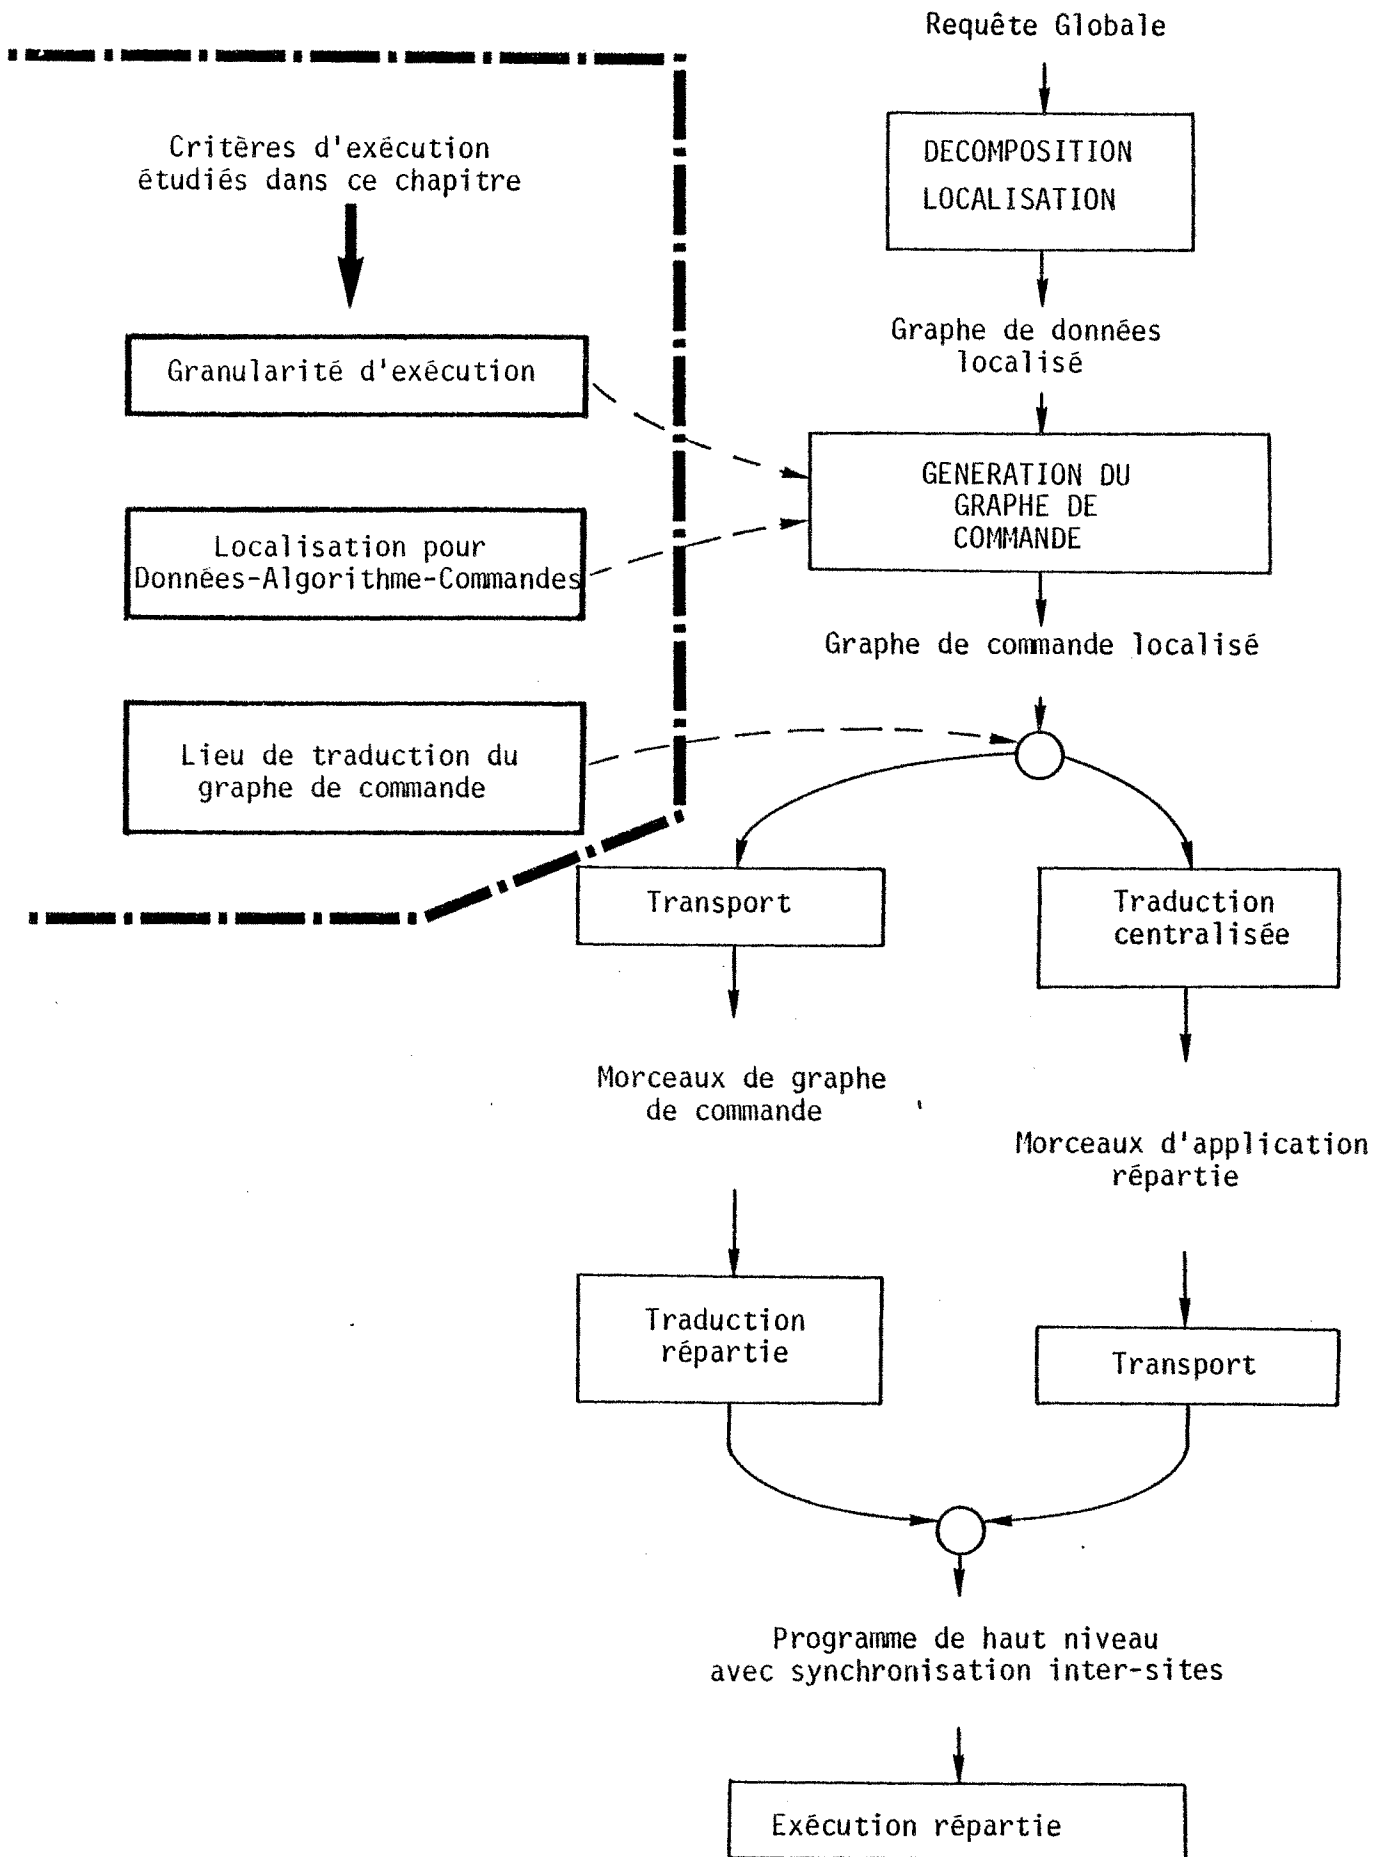 Requête Globale
Critères d'exécution
étudiés dans ce chapitre
DECOMPOSITION
LOCALISATION
Graphe de données
localisé
Granularité d'exécution
GENERATION DU
GRAPHE DE
COMMANDE
Localisation pour
Données-Algorithme-Commandes
Graphe de commande localisé
Lieu de traduction du
graphe de commande
Transport
Traduction
centralisée
Morceaux de graphe
de commande
Morceaux d'application
répartie
Traduction
répartie
Transport
Programme de haut niveau
avec synchronisation inter-sites
Exécution répartie